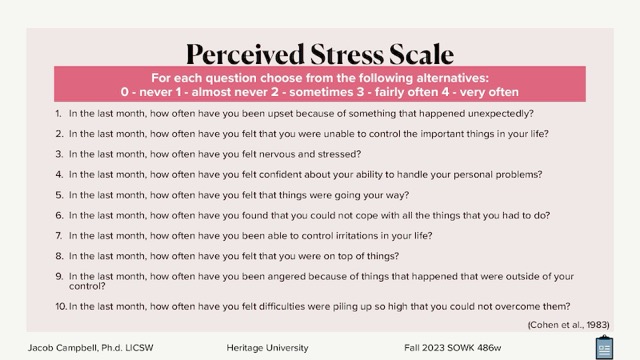 Perceived Stress Scale
For each question choose from the following alternatives:
0 - never 1 - almost never 2 - sometimes 3 - fairly often 4 - very often
1. In the last month, how often have you been upset because of something that happened unexpectedly?
2. In the last month, how often have you felt that you were unable to control the important things in your life?
3. In the last month, how often have you felt nervous and stressed?
4. In the last month, how often have you felt confident about your ability to handle your personal problems?
5. In the last month, how often have you felt that things were going your way?
6. In the last month, how often have you found that you could not cope with all the things that you had to do?
7. In the last month, how often have you been able to control irritations in your life?
8. In the last month, how often have you felt that you were on top of things?
9. In the last month, how often have you been angered because of things that happened that were outside of your
control?
10. In the last month, how often have you felt difficulties were piling up so high that you could not overcome them?
(Cohen et al., 1983)
Jacob Campbell, Ph.d. LICSW Heritage University Fall 2023 SOWK 486w